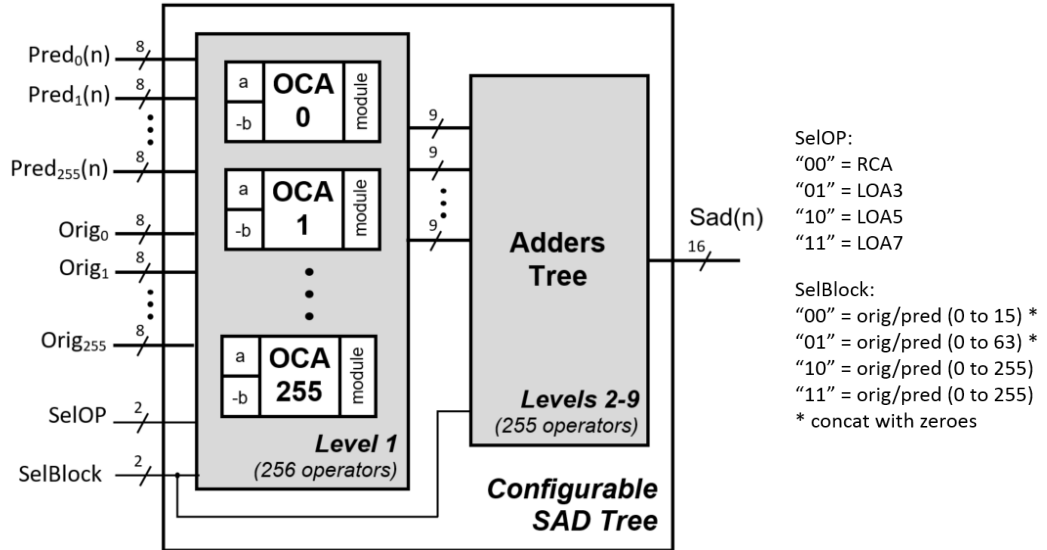 Pred₀(n)
8
Pred₁(n)
8
Pred₂₅₅(n)
8
Orig₀
8
Orig₁
8
Orig₂₅₅
8
SelOP
2
SelBlock
2
a
-b
OCA
0
module
a
-b
OCA
1
module
a
-b
OCA
255
module
Level 1
(256 operators)
9
9
9
Adders
Tree
Levels 2-9
(255 operators)
Configurable
SAD Tree
Sad(n)
16
SelOP:
“00” = RCA
“01” = LOA3
“10” = LOA5
“11” = LOA7
SelBlock:
“00” = orig/pred (0 to 15) *
“01” = orig/pred (0 to 63) *
“10” = orig/pred (0 to 255)
“11” = orig/pred (0 to 255)
* concat with zeroes